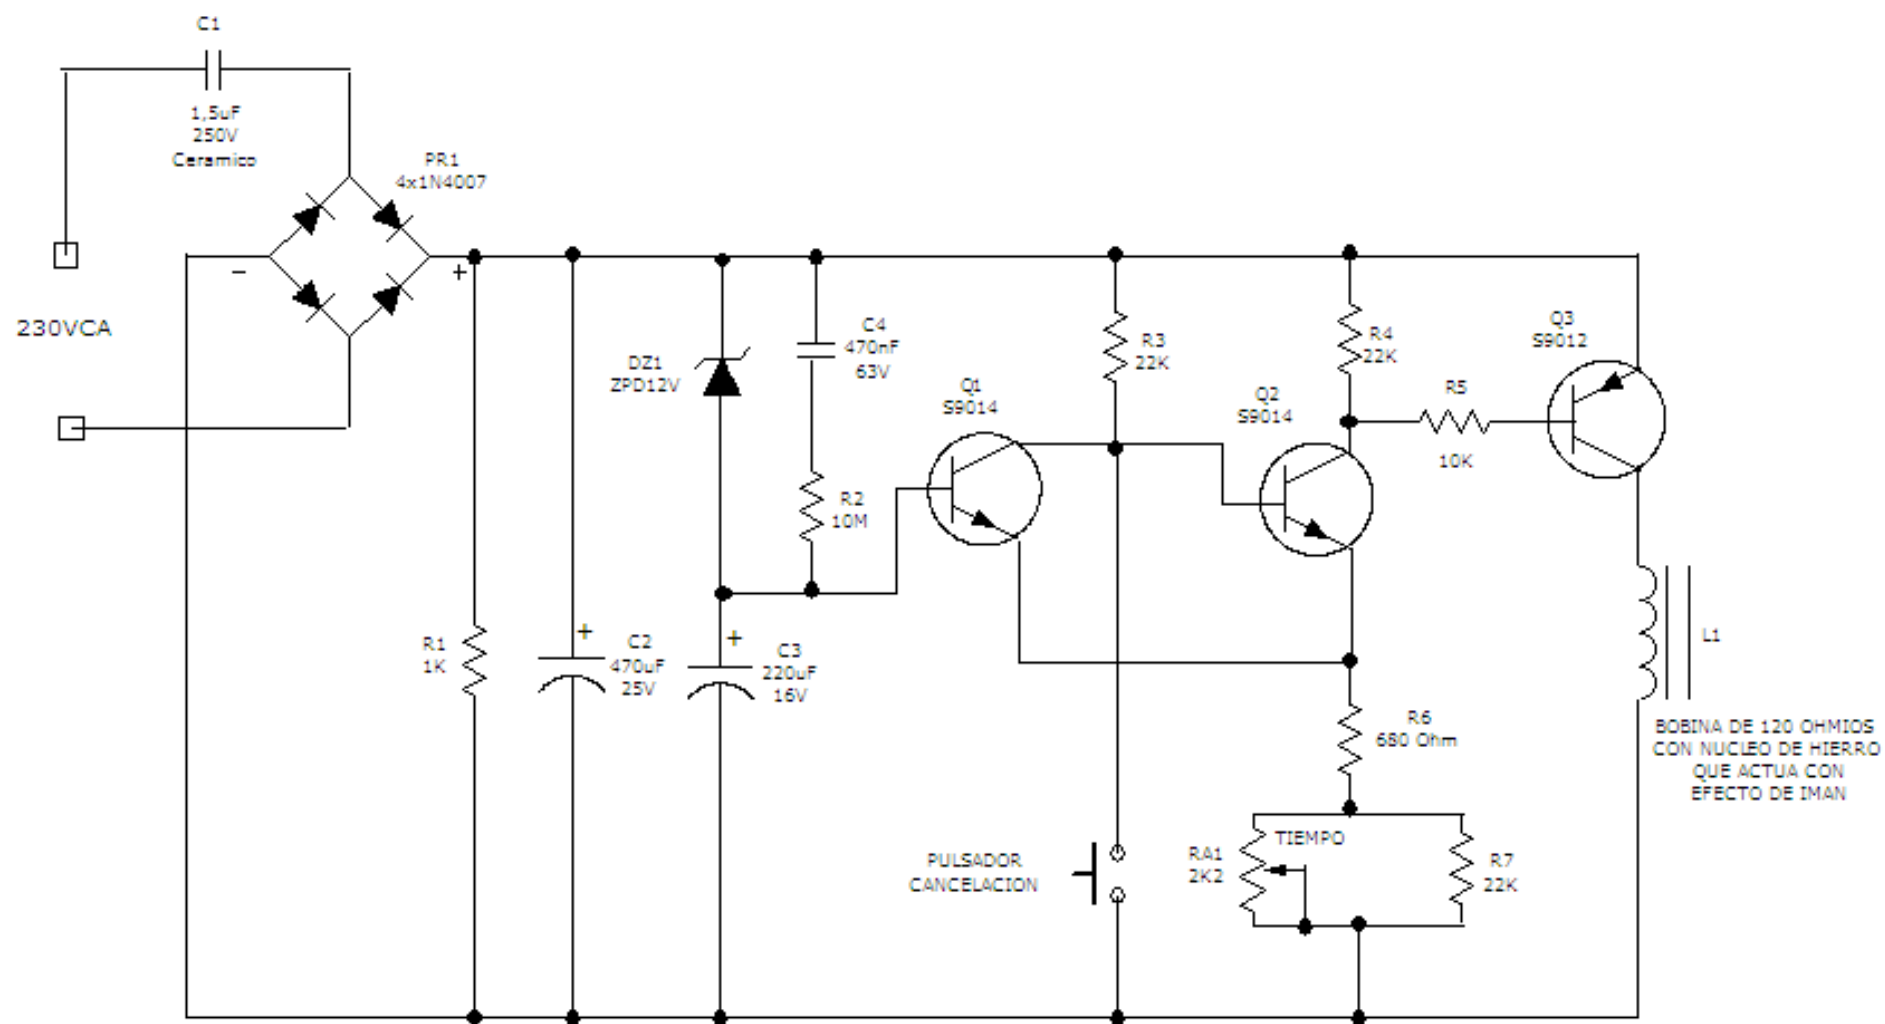 C1
1,5uF
250V
Ceramico
PR1
4x1N4007
−
+
230VCA
DZ1
ZPD12V
C4
470nF
63V
R3
22K
R4
22K
Q3
S9012
Q1
S9014
Q2
S9014
R5
10K
R2
10M
R1
1K
+
C2
470uF
25V
+
C3
220uF
16V
L1
BOBINA DE 120 OHMIOS
CON NUCLEO DE HIERRO
QUE ACTUA CON
EFECTO DE IMAN
R6
680 Ohm
TIEMPO
RA1
2K2
R7
22K
PULSADOR
CANCELACION